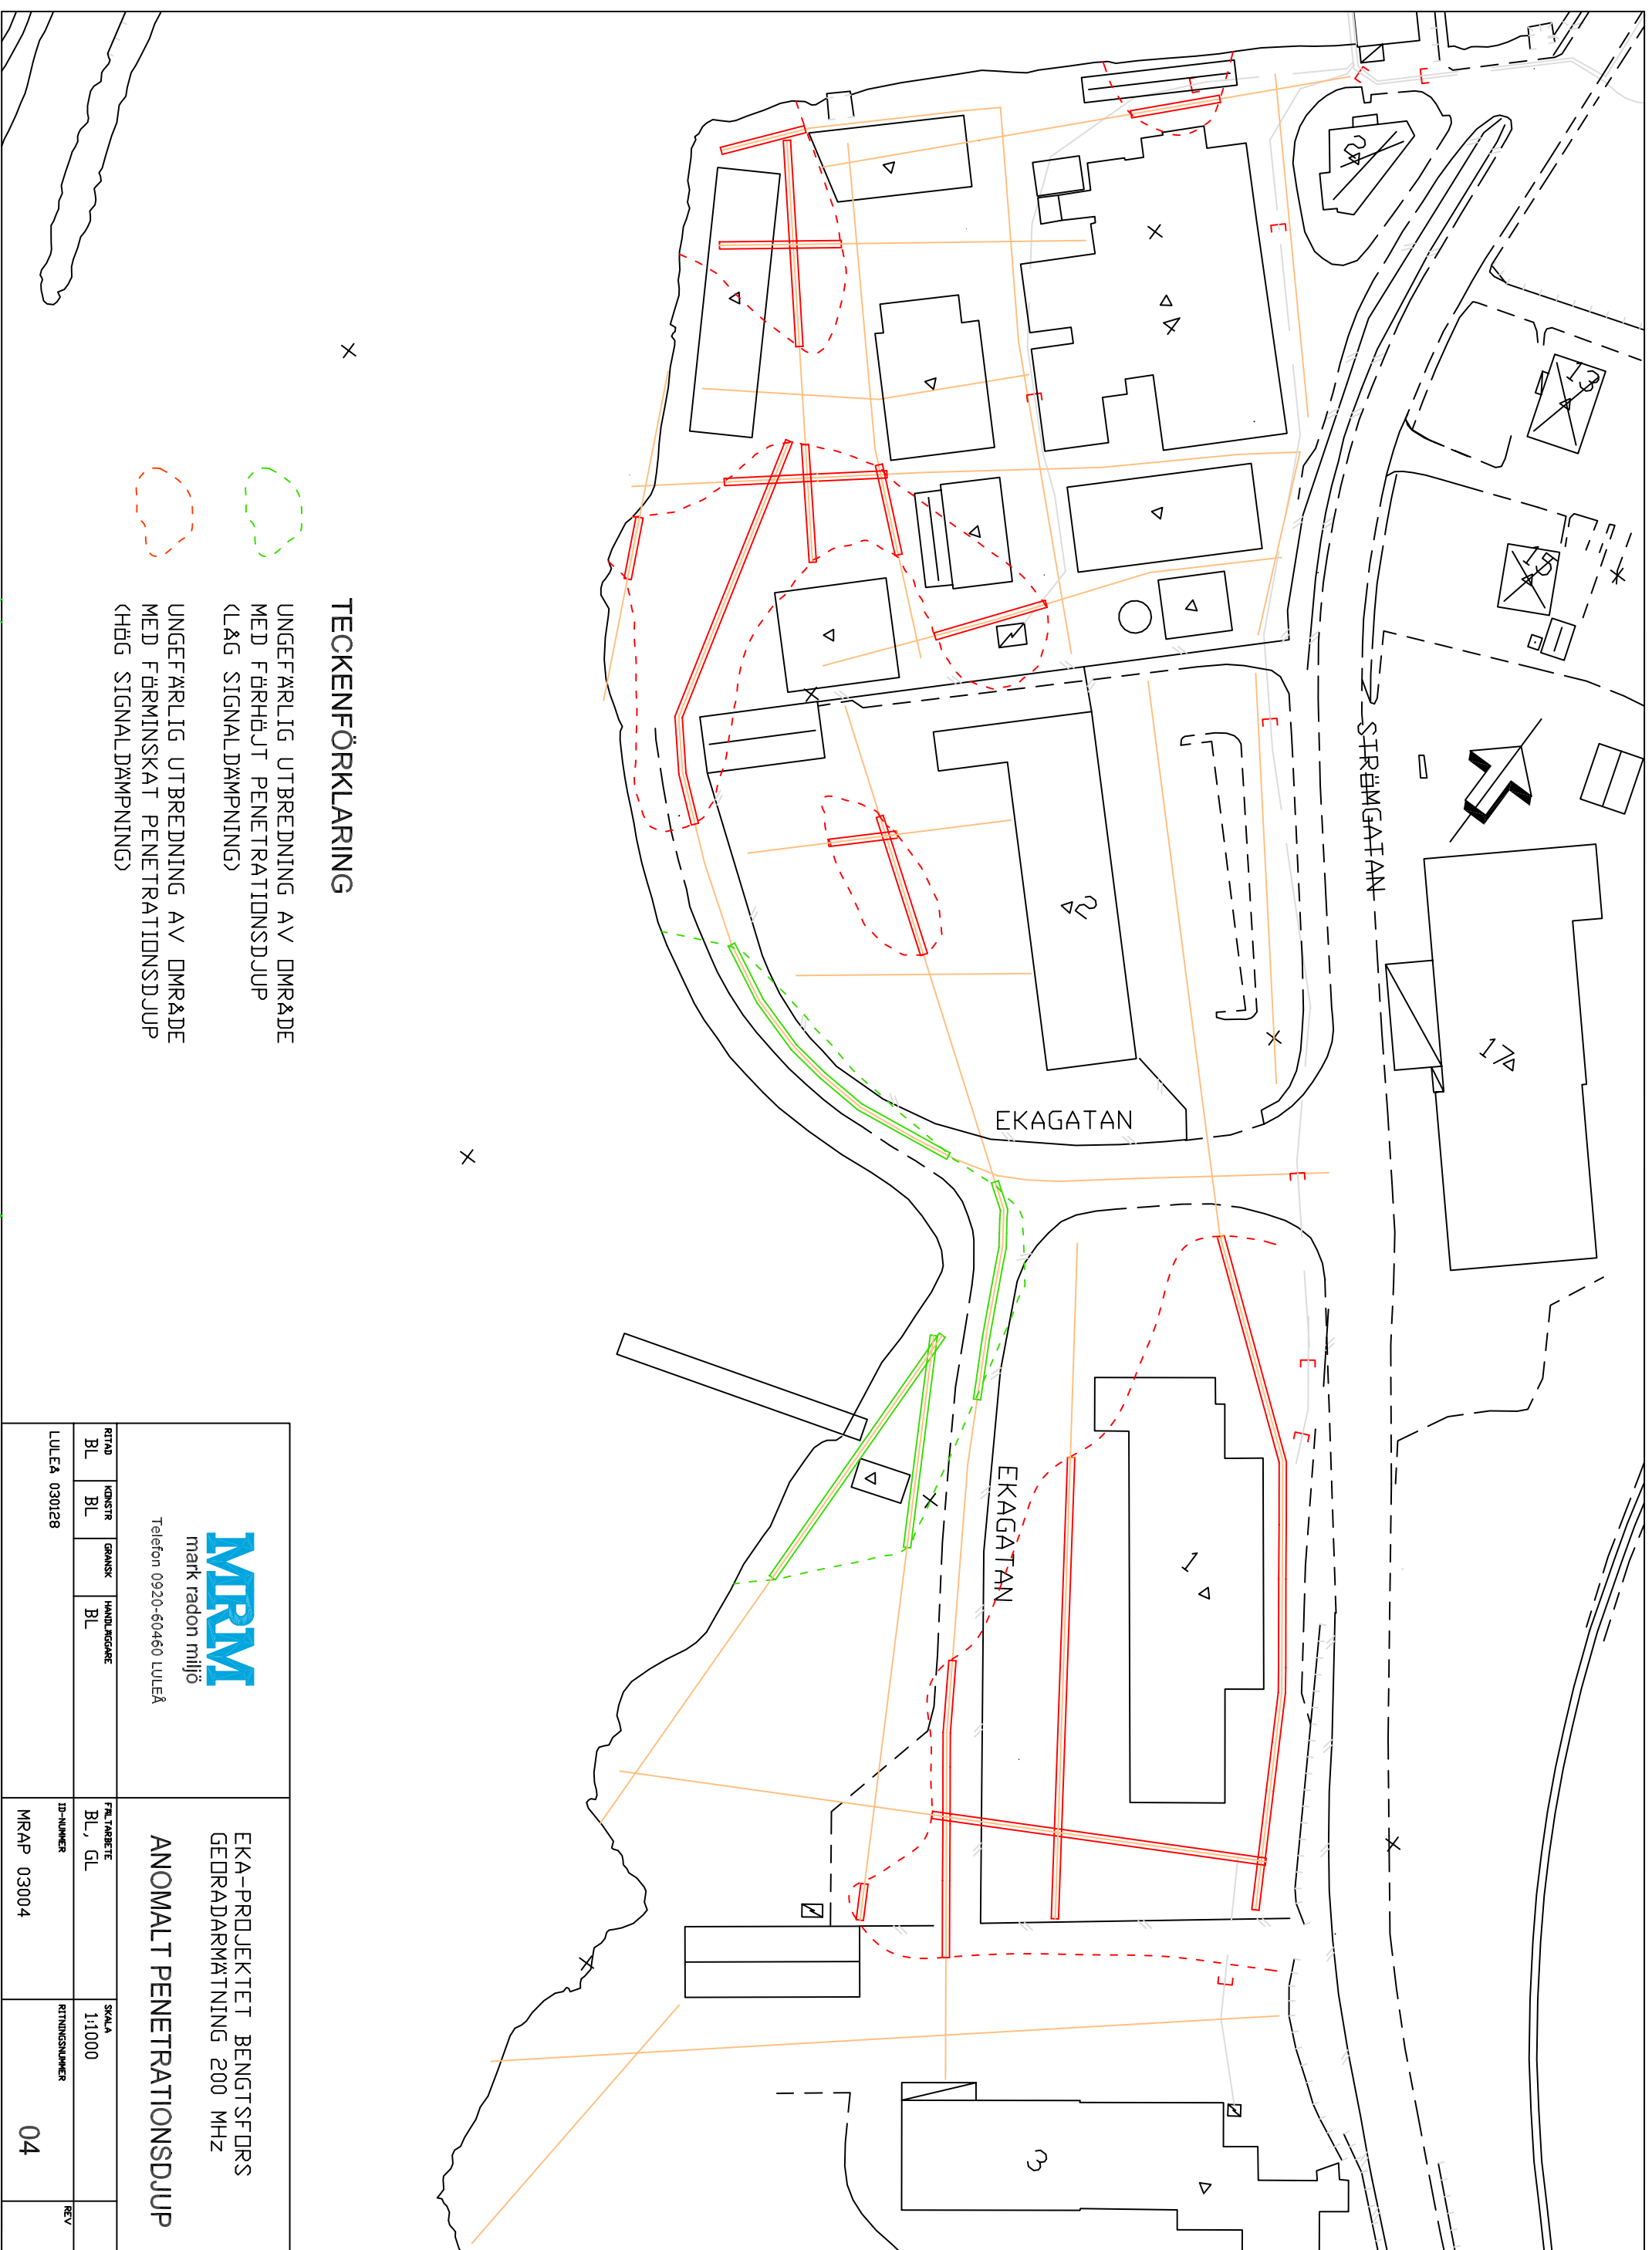 STRÖMGATAN
EKAGATAN
EKAGATAN
2
4
13
15
2
17
1
3
TECKENFÖRKLARING
UNGEFÄRLIG UTBREDNING AV OMRÅDE
MED FÖRHÖJT PENETRATIONSDJUP
(LÅG SIGNALDÄMPNING)
UNGEFÄRLIG UTBREDNING AV OMRÅDE
MED FÖRMINSKAT PENETRATIONSDJUP
(HÖG SIGNALDÄMPNING)
MRM
mark radon miljö
Telefon 0920-60460 LULEÅ
EKA-PROJEKTET BENGTSFORS
GEORADARMÄTNING 200 MHz
ANOMALT PENETRATIONSDJUP
RITAD
BL
KONSTR
BL
GRANSK
HANDLÄGGARE
BL
FÄLTARBETE
BL, GL
SKALA
1:1000
LULEÅ 030128
ID-NUMMER
MRAP 03004
RITNINGSNUMMER
04
REV